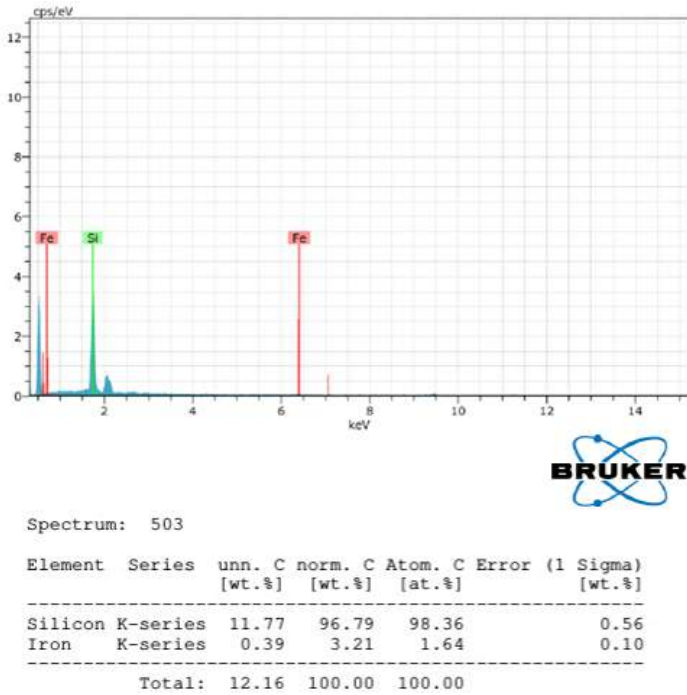 cps/eV
12
10
8
6
Fe Si Fe
4
2
0
2 4 6 8 10 12 14
keV
BRUKER
Spectrum: 503
Element Series unn. C norm. C Atom. C Error (1 Sigma)
[wt.%] [wt.%] [at.%] [wt.%]
Silicon K-series 11.77 96.79 98.36 0.56
Iron K-series 0.39 3.21 1.64 0.10
Total: 12.16 100.00 100.00